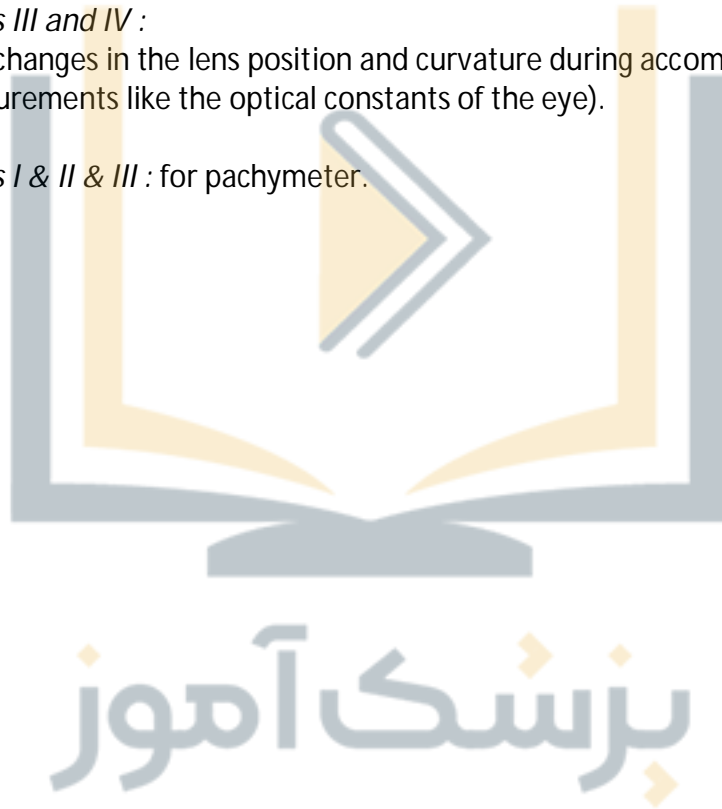 s III and IV :
changes in the lens position and curvature during accom
urements like the optical constants of the eye).
s I & II & III : for pachymeter.
پزشک آموز